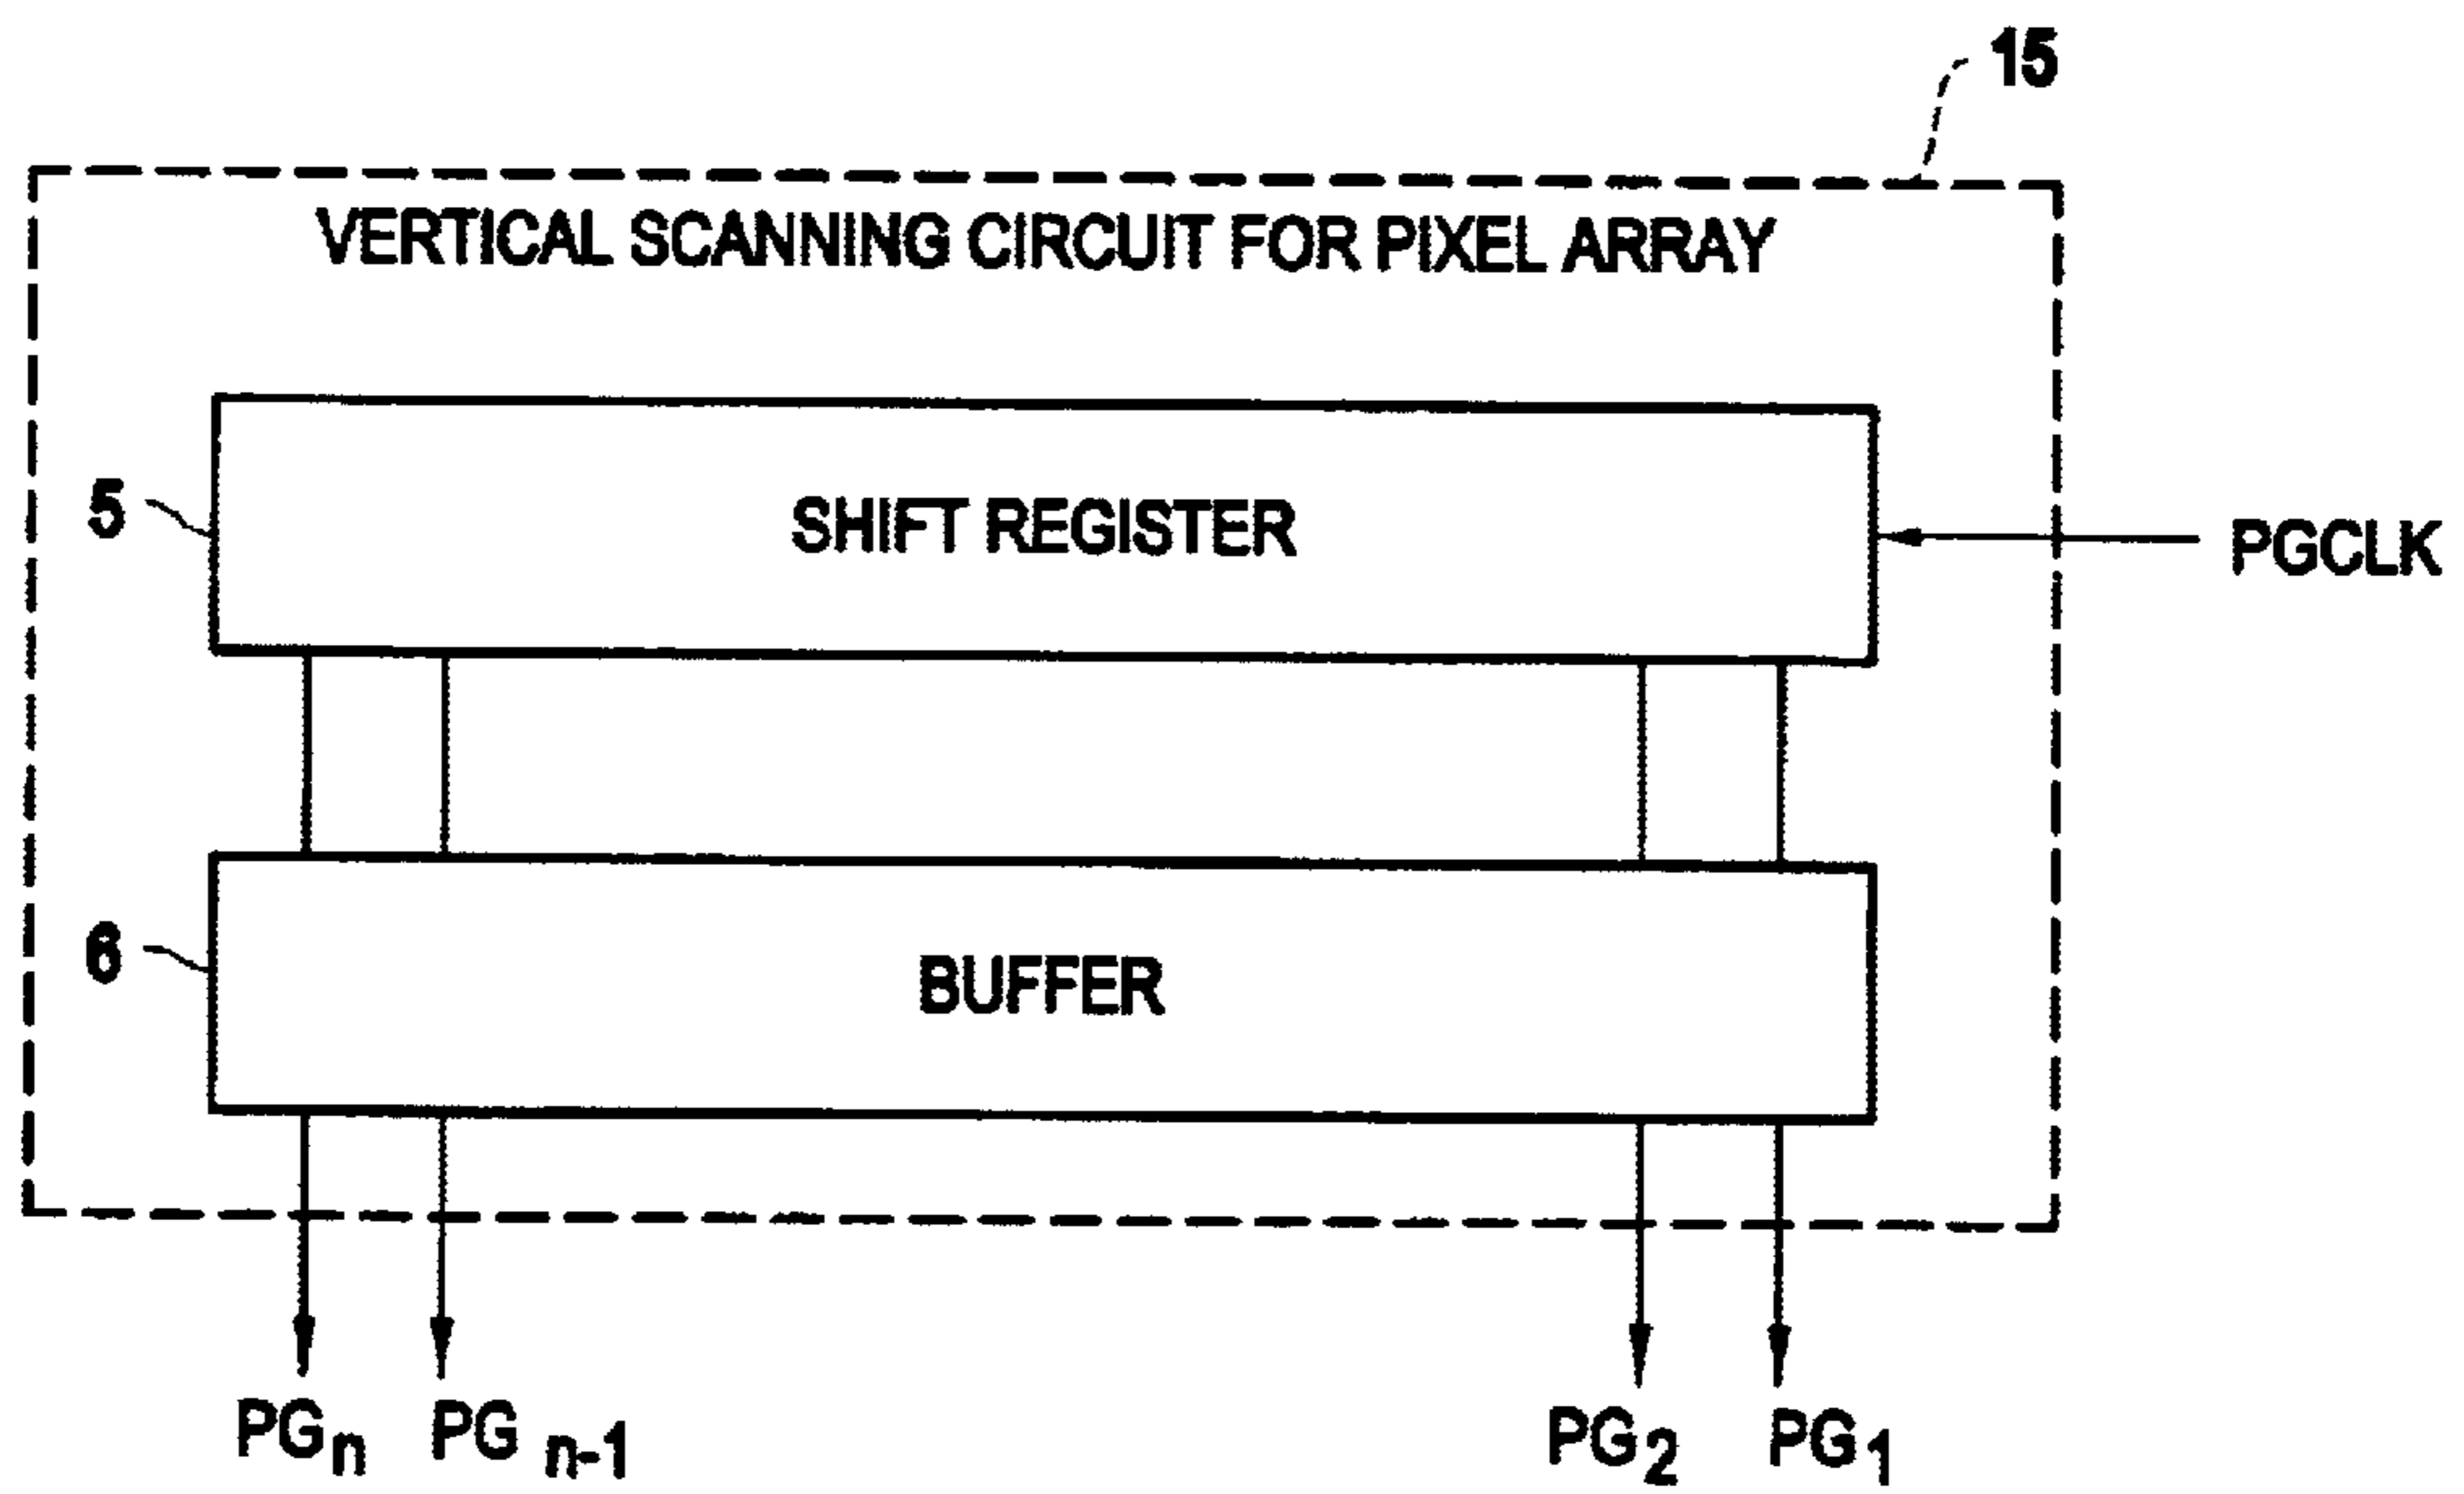 15
VERTICAL SCANNING CIRCUIT FOR PIXEL ARRAY
5
SHIFT REGISTER
PGCLK
6
BUFFER
PGn PG n-1 PG2 PG1